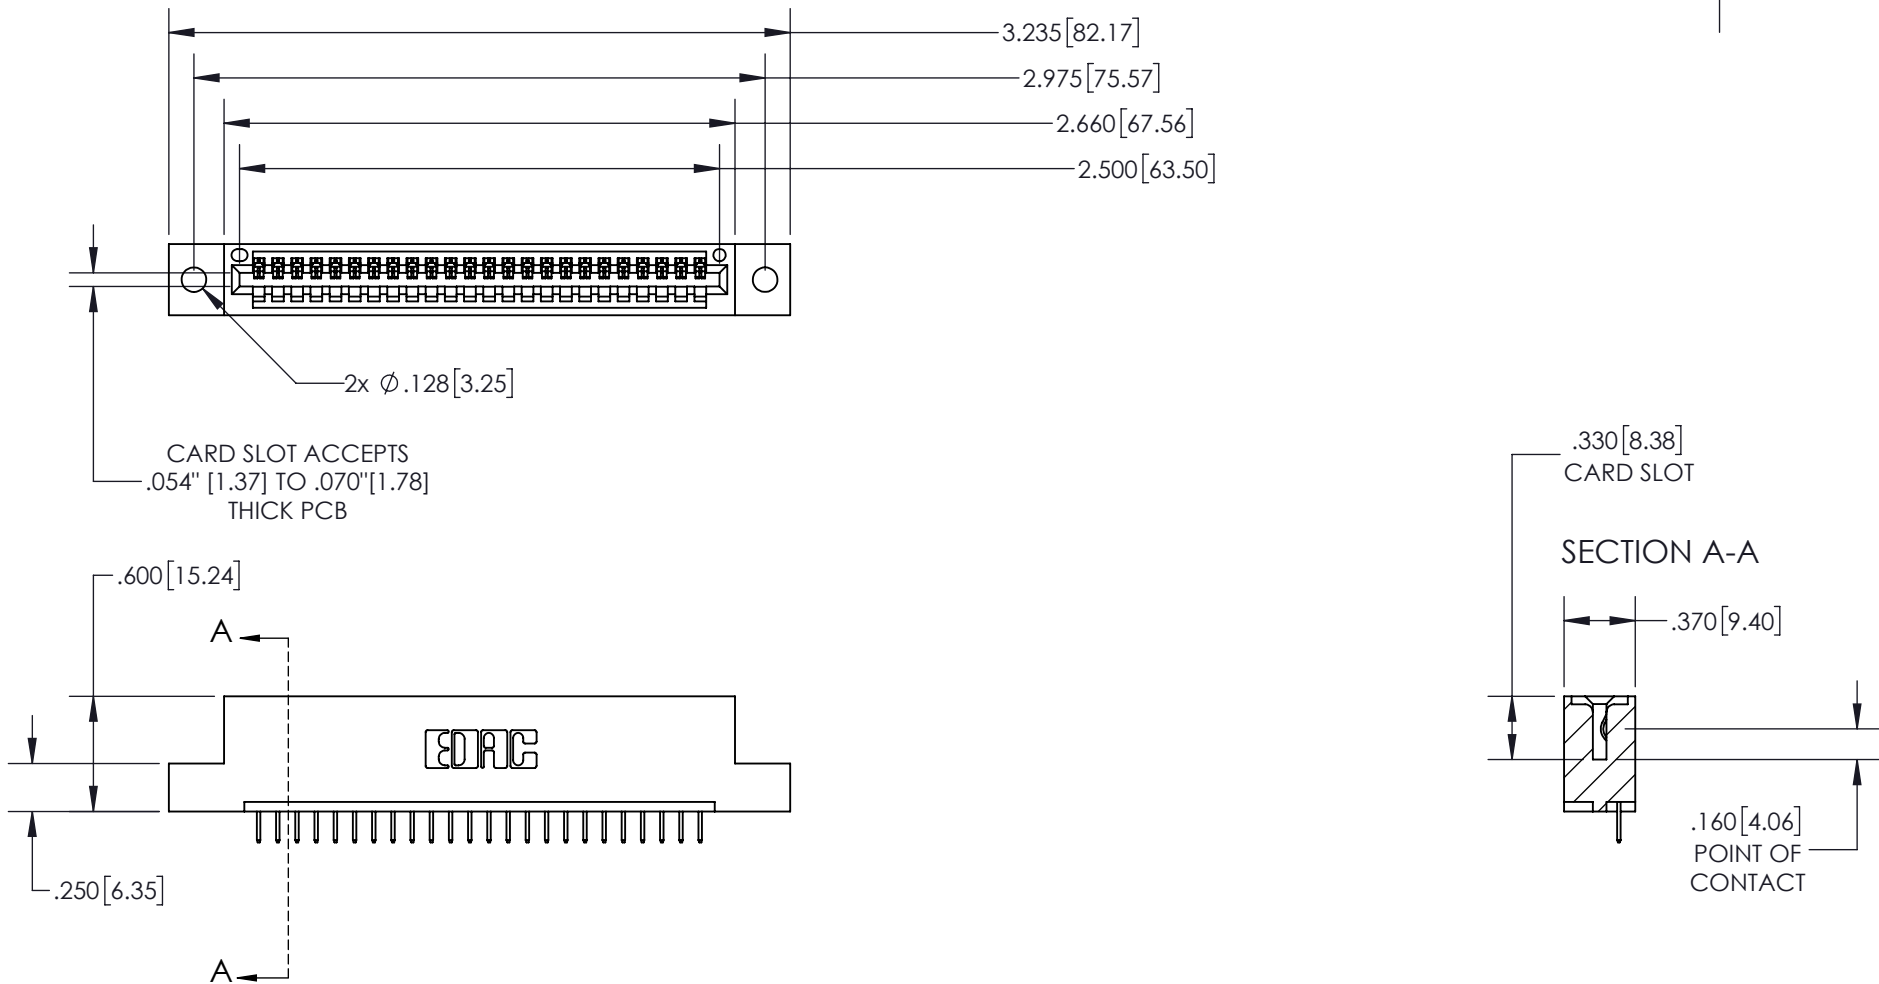 3.235[82.17]
2.975[75.57]
2.660[67.56]
2.500[63.50]
2x Ø.128[3.25]
CARD SLOT ACCEPTS
.054" [1.37] TO .070"[1.78]
THICK PCB
.330[8.38]
CARD SLOT
SECTION A-A
.600[15.24]
.370[9.40]
A
EDAC
.160[4.06]
POINT OF
CONTACT
.250[6.35]
A